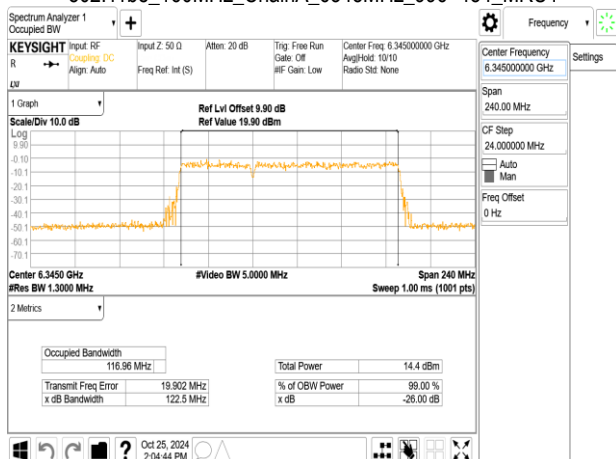 Spectrum Analyzer 1
Occupied BW
+
Frequency
KEYSIGHT
R
Input: RF
Coupling: DC
Align: Auto
Input Z: 50 Ω
Freq Ref: Int (S)
Atten: 20 dB
Trig: Free Run
Gate: Off
#IF Gain: Low
Center Freq: 6.345000000 GHz
Avg|Hold: 10/10
Radio Std: None
Center Frequency
6.345000000 GHz
Settings
Span
240.00 MHz
CF Step
24.000000 MHz
Auto
Man
Freq Offset
0 Hz
1 Graph
Scale/Div 10.0 dB
Ref Lvl Offset 9.90 dB
Ref Value 19.90 dBm
Log
9.90
-0.10
-10.1
-20.1
-30.1
-40.1
-50.1
-60.1
-70.1
Center 6.3450 GHz
#Res BW 1.3000 MHz
#Video BW 5.0000 MHz
Span 240 MHz
Sweep 1.00 ms (1001 pts)
2 Metrics
Occupied Bandwidth
116.96 MHz
Transmit Freq Error 19.902 MHz
x dB Bandwidth 122.5 MHz
Total Power 14.4 dBm
% of OBW Power 99.00 %
x dB -26.00 dB
?
Oct 25, 2024
2:04:44 PM